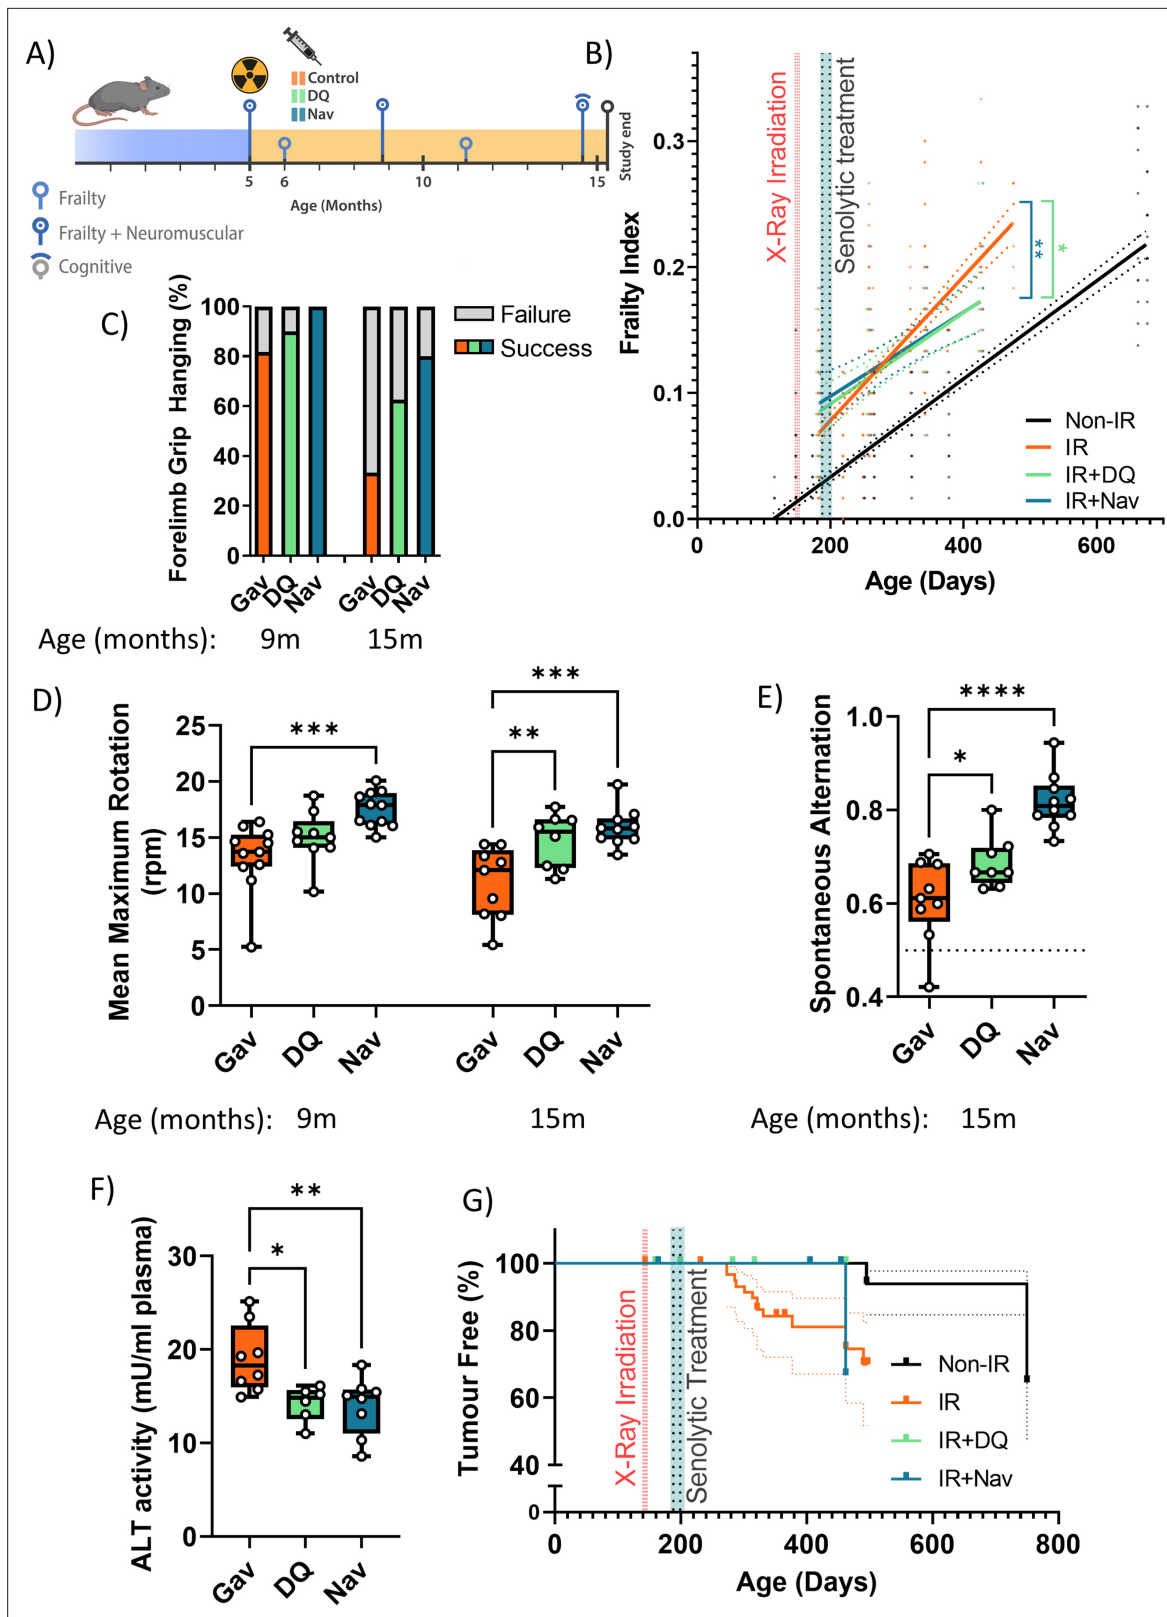 A)
Control
DQ
Nav
5
6
10
15
Study end
Age (Months)
Frailty
Frailty + Neuromuscular
Cognitive
B)
Frailty Index
0.3
0.2
0.1
0.0
X-Ray Irradiation
Senolytic treatment
**
*
Non-IR
IR
IR+DQ
IR+Nav
0
200
400
600
Age (Days)
C)
Forelimb Grip Hanging (%)
100
80
60
40
20
0
Failure
Success
Gav
DQ
Nav
Gav
DQ
Nav
Age (months): 9m 15m
D)
Mean Maximum Rotation
(rpm)
25
20
15
10
5
0
***
**
***
Gav
DQ
Nav
Gav
DQ
Nav
Age (months): 9m 15m
E)
Spontaneous Alternation
1.0
0.8
0.6
0.4
****
*
Gav
DQ
Nav
Age (months): 15m
F)
ALT activity (mU/ml plasma)
30
20
10
0
**
*
Gav
DQ
Nav
G)
Tumour Free (%)
100
80
60
40
0
X-Ray Irradiation
Senolytic Treatment
Non-IR
IR
IR+DQ
IR+Nav
0
200
400
600
800
Age (Days)